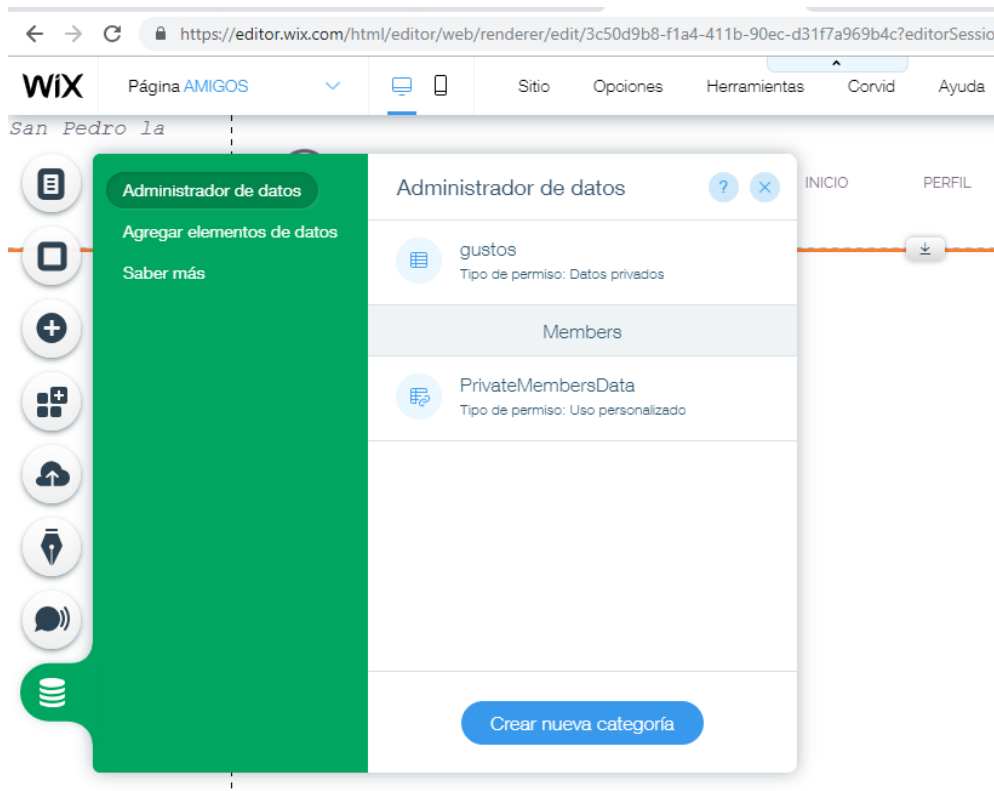 https://editor.wix.com/html/editor/web/renderer/edit/3c50d9b8-f1a4-411b-90ec-d31f7a969b4c?editorSessio
WiX Página AMIGOS Sitio Opciones Herramientas Corvid Ayuda
San Pedro la
Administrador de datos
Agregar elementos de datos
Saber más
Administrador de datos ? ×
gustos
Tipo de permiso: Datos privados
Members
PrivateMembersData
Tipo de permiso: Uso personalizado
Crear nueva categoría
INICIO PERFIL